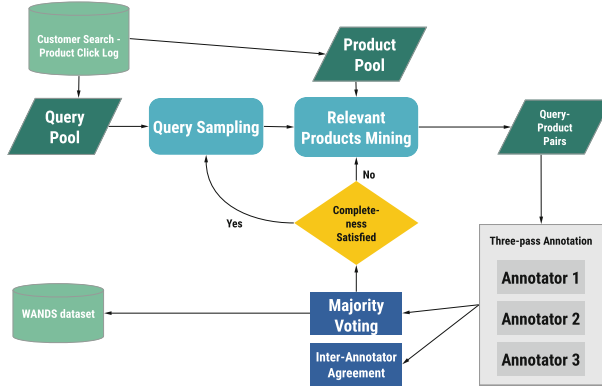 Customer Search -
Product Click Log
Product
Pool
Query
Pool
Query Sampling
Relevant
Products Mining
Query-
Product
Pairs
No
Yes
Complete-
ness
Satisfied
Three-pass Annotation
Annotator 1
Annotator 2
Annotator 3
WANDS dataset
Majority
Voting
Inter-Annotator
Agreement